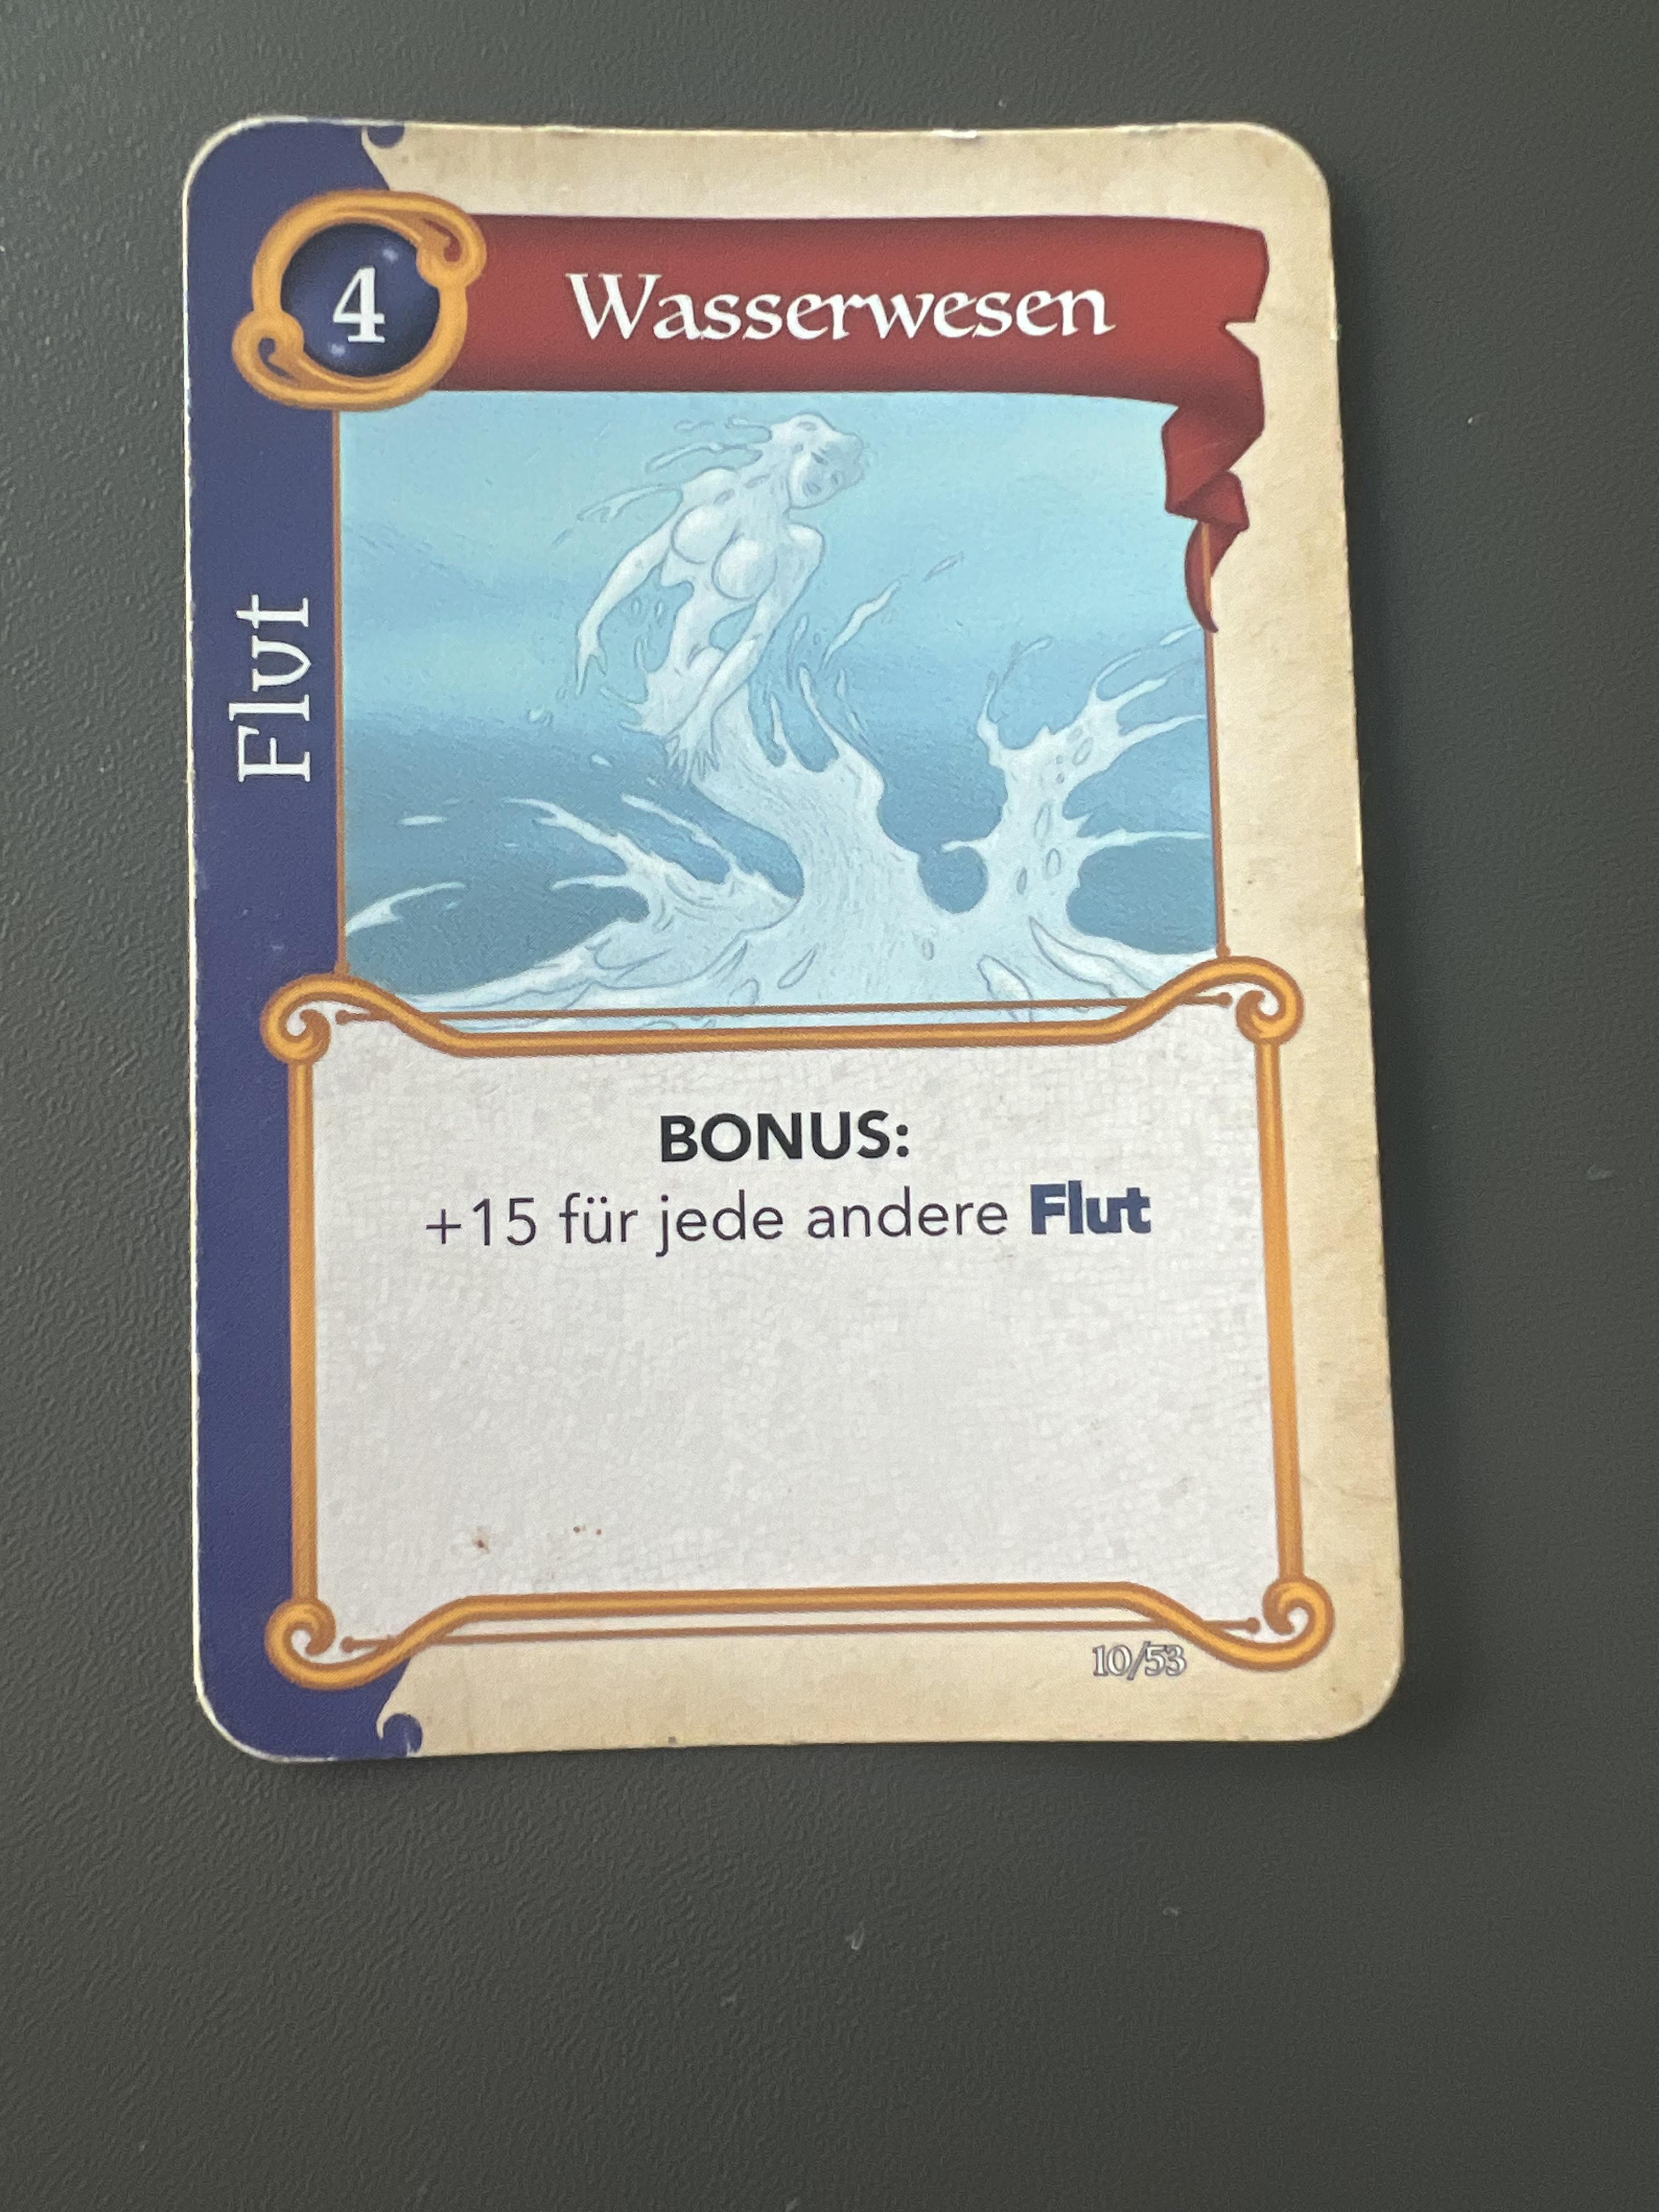 4
Wasserwesen
Flut
BONUS:
+15 für jede andere Flut
10/53